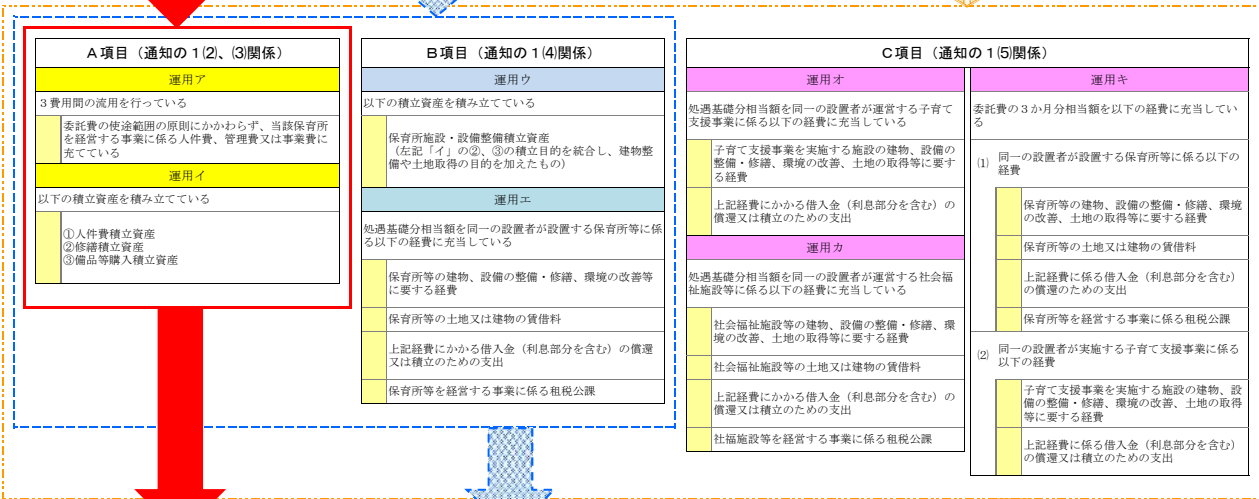 A項目（通知の１⑵、⑶関係）
運用ア
３費用間の流用を行っている
委託費の使途範囲の原則にかかわらず、当該保育所
を経営する事業に係る人件費、管理費又は事業費に
充てている
運用イ
以下の積立資産を積み立てている
①人件費積立資産
②修繕積立資産
③備品等購入積立資産
B項目（通知の１⑷関係）
運用ウ
以下の積立資産を積み立てている
保育所施設・設備整備積立資産
（左記「イ」の②、③の積立目的を統合し、建物整
備や土地取得の目的を加えたもの）
運用エ
処遇基礎分相当額を同一の設置者が設置する保育所等に係
る以下の経費に充当している
保育所等の建物、設備の整備・修繕、環境の改善等
に要する経費
保育所等の土地又は建物の賃借料
上記経費にかかる借入金（利息部分を含む）の償還
又は積立のための支出
保育所等を経営する事業に係る租税公課
C項目（通知の１⑸関係）
運用オ
処遇基礎分相当額を同一の設置者が運営する子育て
支援事業に係る以下の経費に充当している
子育て支援事業を実施する施設の建物、設備の
整備・修繕、環境の改善、土地の取得等に要す
る経費
上記経費にかかる借入金（利息部分を含む）の
償還又は積立のための支出
運用カ
処遇基礎分相当額を同一の設置者が運営する社会福
祉施設等に係る以下の経費に充当している
社会福祉施設等の建物、設備の整備・修繕、環
境の改善、土地の取得等に要する経費
社会福祉施設等の土地又は建物の賃借料
上記経費にかかる借入金（利息部分を含む）の
償還又は積立のための支出
社福施設等を経営する事業に係る租税公課
運用キ
委託費の３か月分相当額を以下の経費に充当してい
る
⑴ 同一の設置者が設置する保育所等に係る以下の
経費
保育所等の建物、設備の整備・修繕、環境
の改善、土地の取得等に要する経費
保育所等の土地又は建物の賃借料
上記経費に係る借入金（利息部分を含む）
の償還のための支出
保育所等を経営する事業に係る租税公課
⑵ 同一の設置者が実施する子育て支援事業に係る
以下の経費
子育て支援事業を実施する施設の建物、設
備の整備・修繕、環境の改善、土地の取得
等に要する経費
上記経費に係る借入金（利息部分を含む）
の償還又は積立のための支出